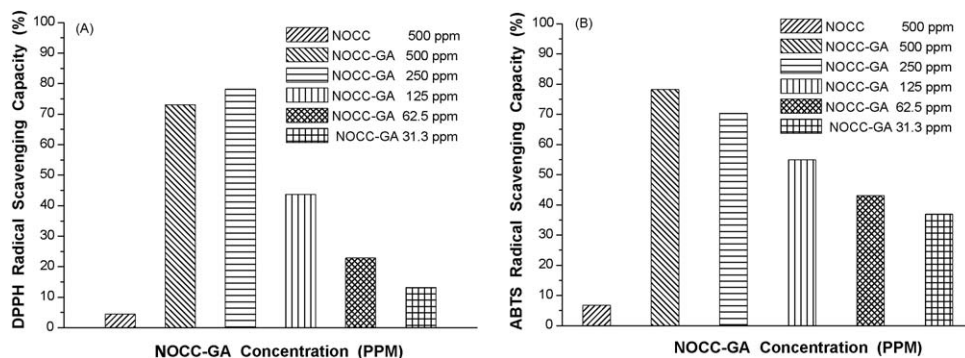 (A)
DPPH Radical Scavenging Capacity (%)
100
90
80
70
60
50
40
30
20
10
0
NOCC 500 ppm
NOCC-GA 500 ppm
NOCC-GA 250 ppm
NOCC-GA 125 ppm
NOCC-GA 62.5 ppm
NOCC-GA 31.3 ppm
NOCC-GA Concentration (PPM)
(B)
ABTS Radical Scavenging Capacity (%)
100
90
80
70
60
50
40
30
20
10
0
NOCC 500 ppm
NOCC-GA 500 ppm
NOCC-GA 250 ppm
NOCC-GA 125 ppm
NOCC-GA 62.5 ppm
NOCC-GA 31.3 ppm
NOCC-GA Concentration (PPM)